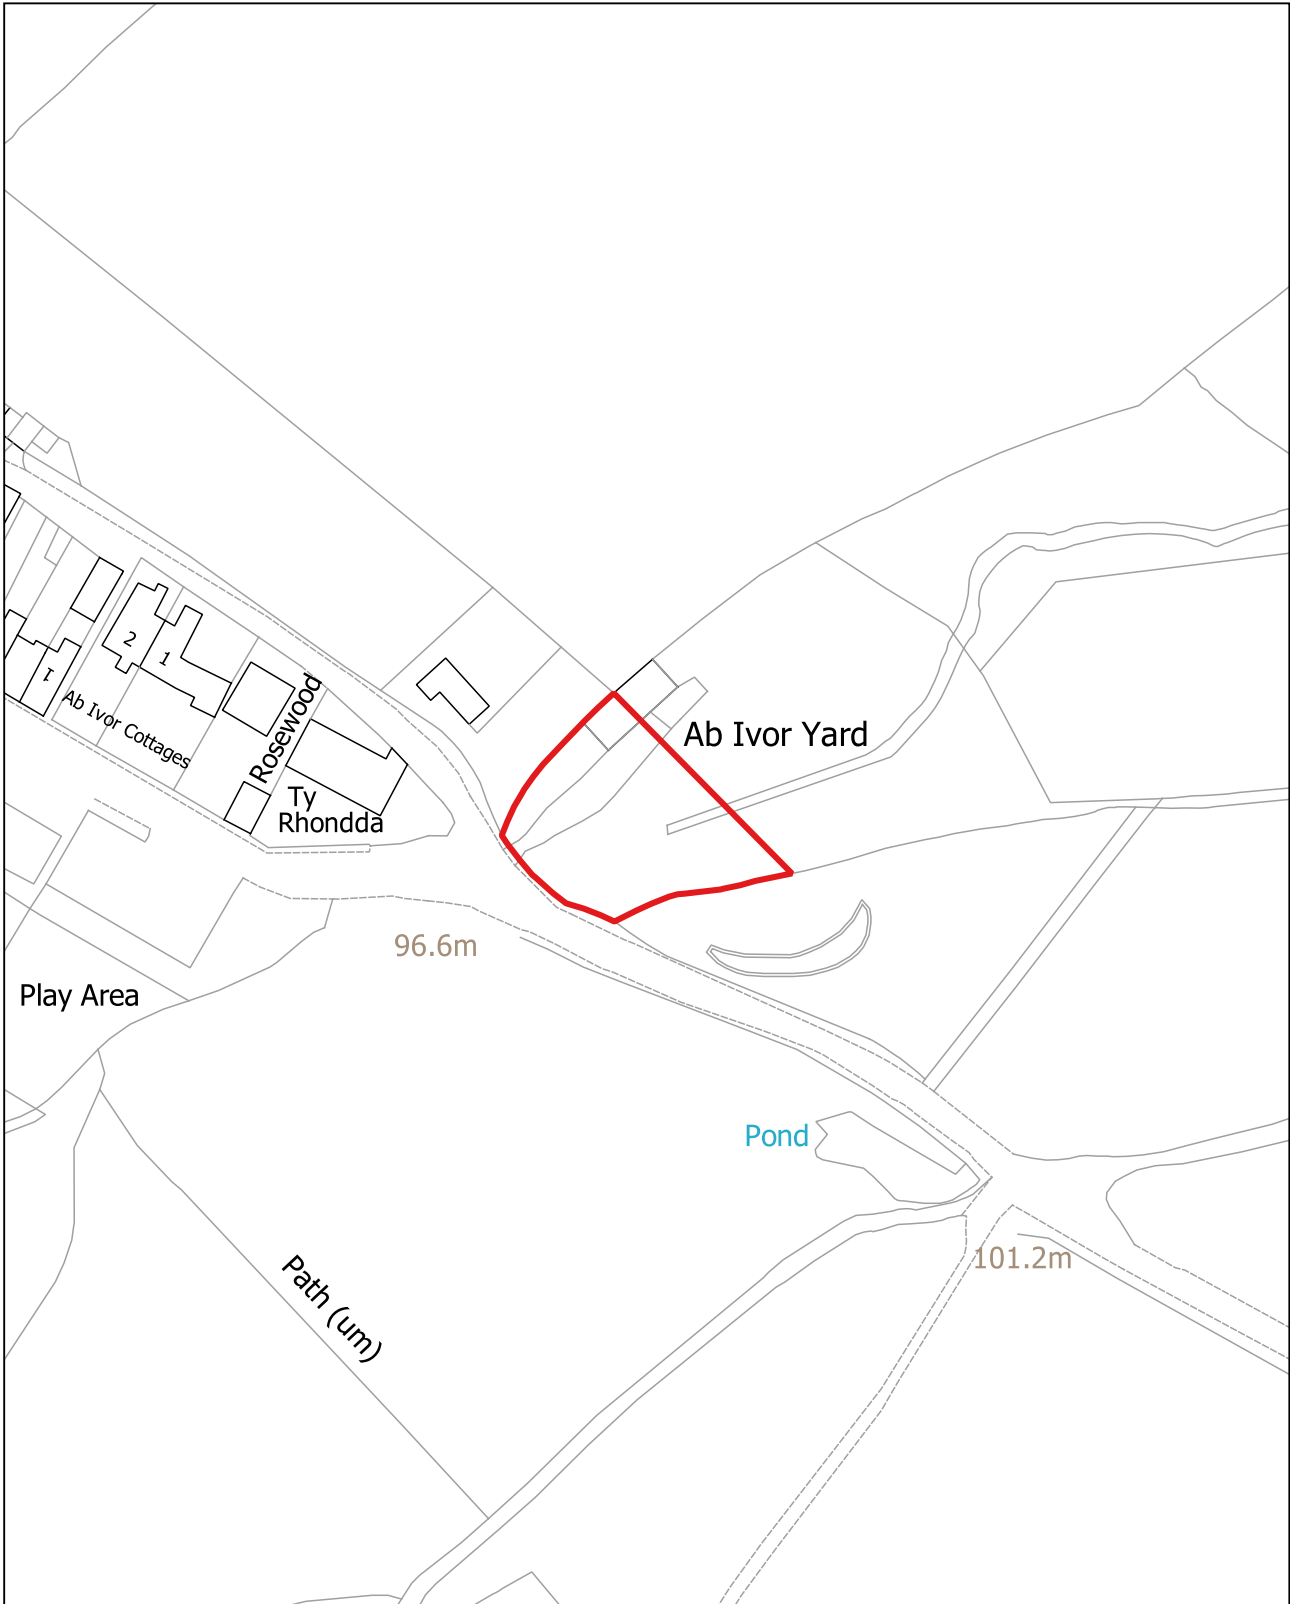 2
1
1
Ab Ivor Cottages
Rosewood
Ty
Rhondda
Ab Ivor Yard
96.6m
Play Area
Pond
101.2m
Path (um)